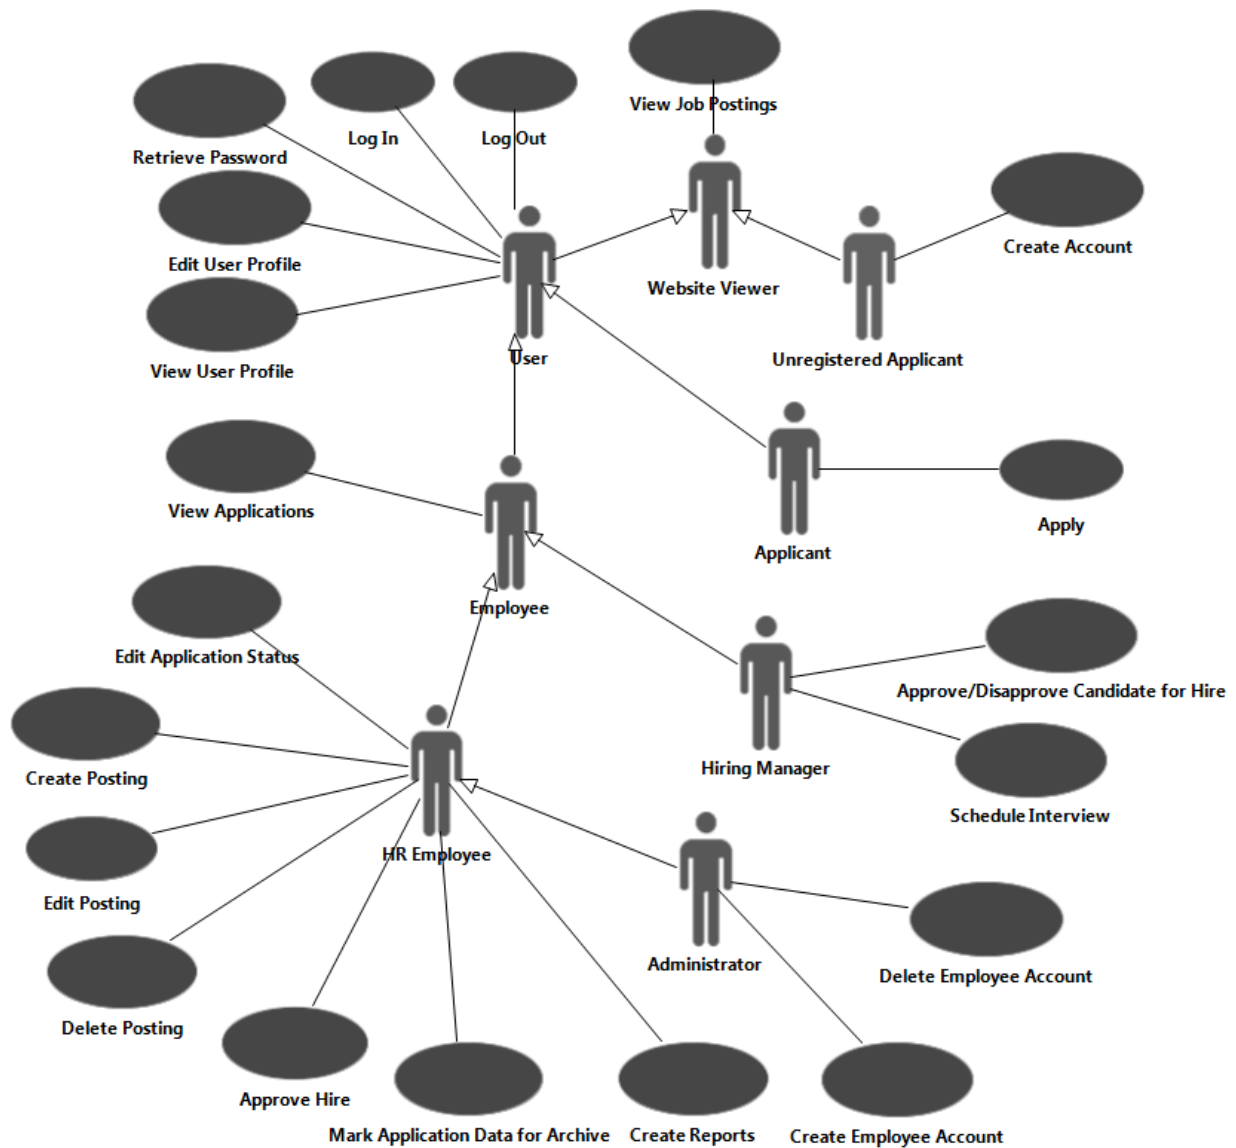 View Job Postings
Log In
Log Out
Retrieve Password
Create Account
Edit User Profile
Website Viewer
User
Unregistered Applicant
View User Profile
View Applications
Apply
Applicant
Employee
Edit Application Status
Approve/Disapprove Candidate for Hire
Hiring Manager
Create Posting
Schedule Interview
HR Employee
Edit Posting
Administrator
Delete Employee Account
Delete Posting
Approve Hire
Mark Application Data for Archive
Create Reports
Create Employee Account